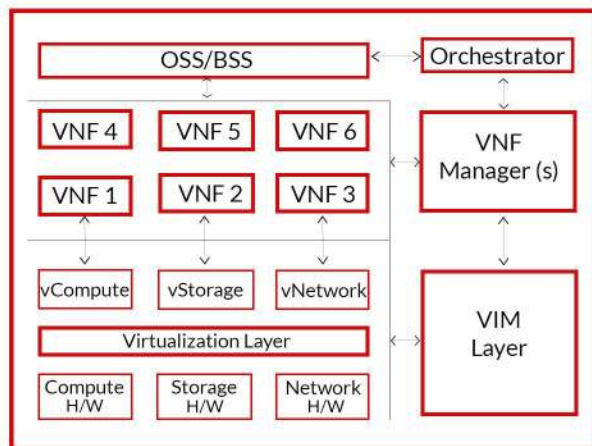 OSS/BSS
Orchestrator
VNF 4
VNF 5
VNF 6
VNF
Manager (s)
VNF 1
VNF 2
VNF 3
vCompute
vStorage
vNetwork
VIM
Layer
Virtualization Layer
Compute
H/W
Storage
H/W
Network
H/W